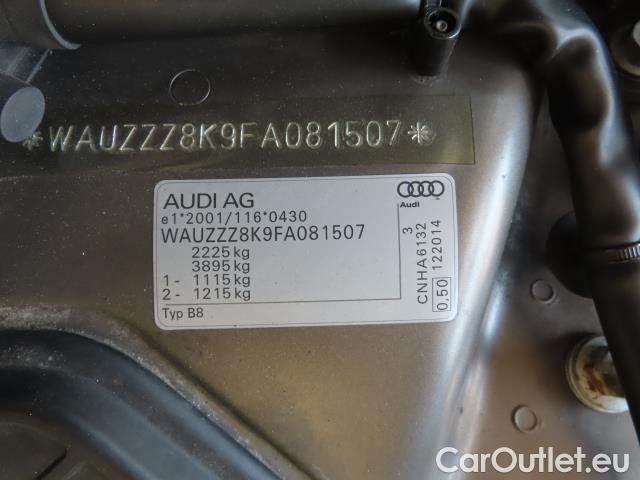 *WAUZZZ8K9FA081507*
AUDI AG
e1*2001/116*0430
WAUZZZ8K9FA081507
2225 kg
3895 kg
1- 1115 kg
2- 1215 kg
Typ B8
Audi
3
CNHA6132
122014
0.50
CarOutlet.eu